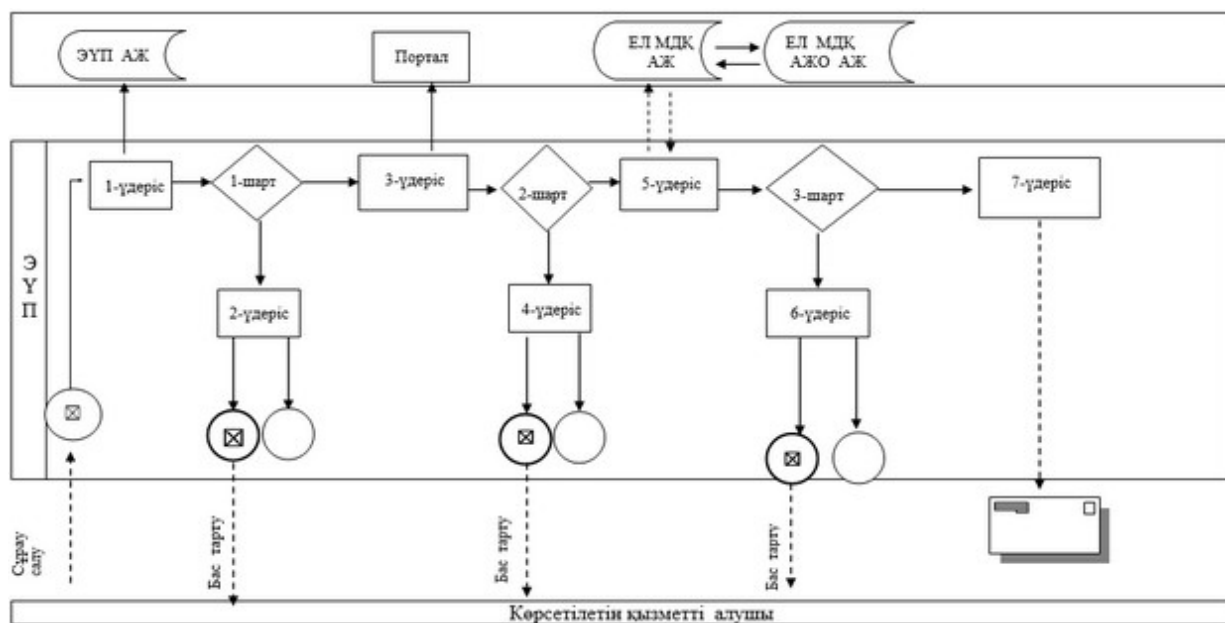 ЭҮП АЖ
Портал
ЕЛ МДҚ
АЖ
ЕЛ МДҚ
АЖО АЖ
1-үдеріс
1-шарт
3-үдеріс
2-шарт
5-үдеріс
3-шарт
7-үдеріс
Э
Ү
П
2-үдеріс
4-үдеріс
6-үдеріс
Сұрау
салу
Бас тарту
Бас тарту
Бас тарту
Көрсетілетін қызметті алушы